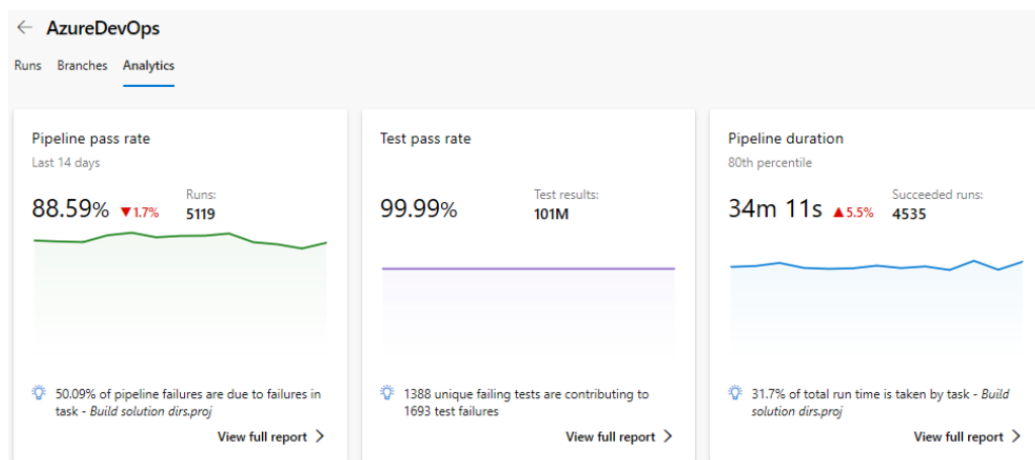 ← AzureDevOps
Runs Branches Analytics
Pipeline pass rate
Last 14 days
88.59% ▼1.7%
Runs:
5119
50.09% of pipeline failures are due to failures in
task - Build solution dirs.proj
View full report >
Test pass rate
99.99%
Test results:
101M
1388 unique failing tests are contributing to
1693 test failures
View full report >
Pipeline duration
80th percentile
34m 11s ▲5.5%
Succeeded runs:
4535
31.7% of total run time is taken by task - Build
solution dirs.proj
View full report >